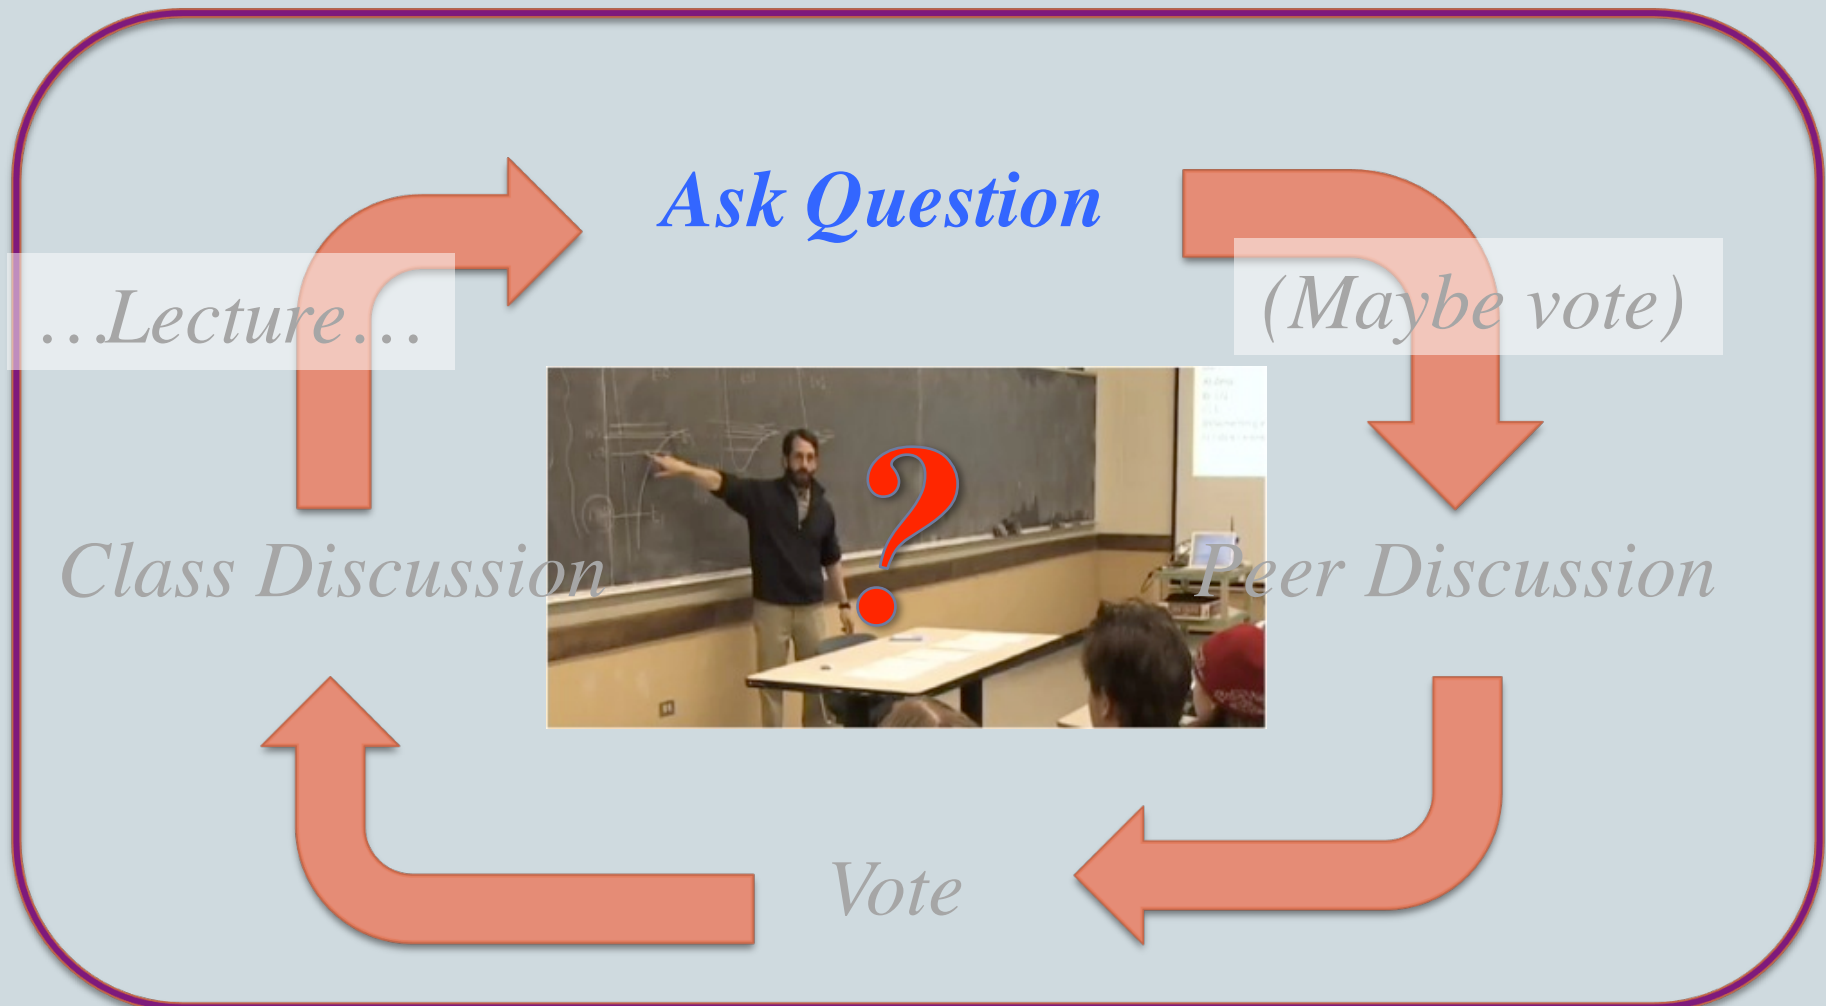 Ask Question
…Lecture…
(Maybe vote)
?
Class Discussion
Peer Discussion
Vote